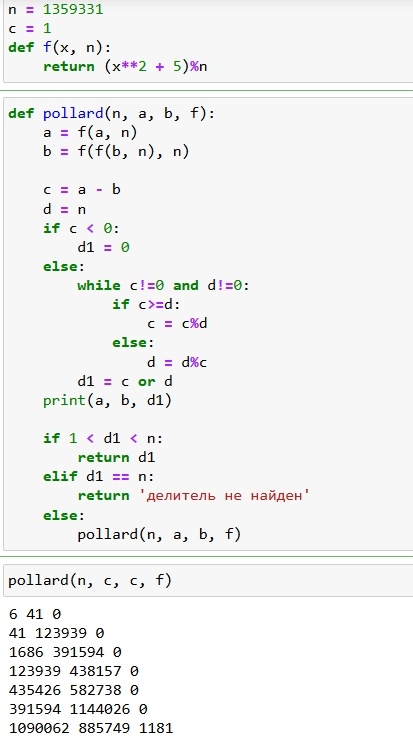 n = 1359331
c = 1
def f(x, n):
    return (x**2 + 5)%n
def pollard(n, a, b, f):
    a = f(a, n)
    b = f(f(b, n), n)
    c = a - b
    d = n
    if c < 0:
        d1 = 0
    else:
        while c!=0 and d!=0:
            if c>=d:
                c = c%d
            else:
                d = d%c
        d1 = c or d
    print(a, b, d1)
    if 1 < d1 < n:
        return d1
    elif d1 == n:
        return 'делитель не найден'
    else:
        pollard(n, a, b, f)
pollard(n, c, c, f)
6 41 0
41 123939 0
1686 391594 0
123939 438157 0
435426 582738 0
391594 1144026 0
1090062 885749 1181